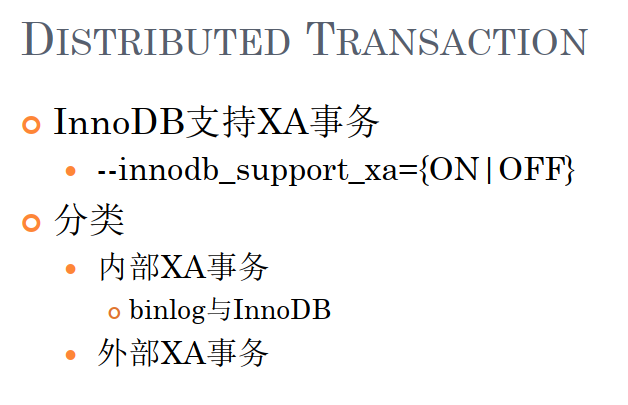 DISTRIBUTED TRANSACTION
InnoDB支持XA事务
--innodb_support_xa={ON|OFF}
分类
内部XA事务
binlog与InnoDB
外部XA事务